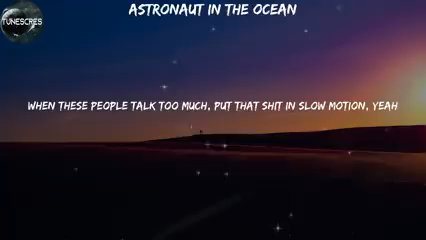 ASTRONAUT IN THE OCEAN
TUNESCRES
WHEN THESE PEOPLE TALK TOO MUCH, PUT THAT SHIT IN SLOW MOTION, YEAH